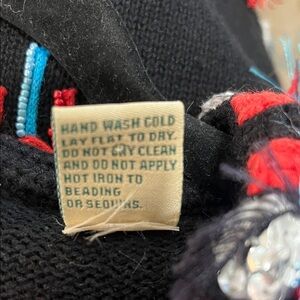 HAND WASH COLD
LAY FLAT TO DRY.
DO NOT DRY CLEAN
AND DO NOT APPLY
HOT IRON TO
BEADING
OR SEQUINS.